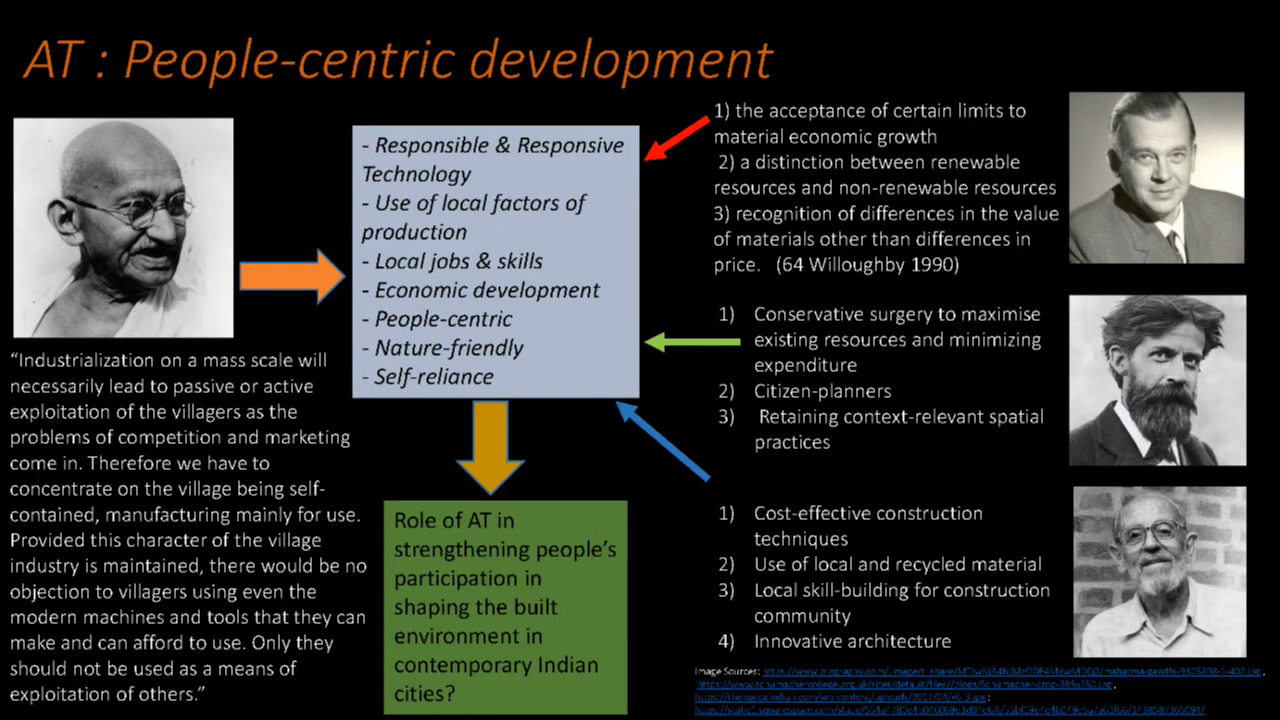 AT : People-centric development
“Industrialization on a mass scale will
necessarily lead to passive or active
exploitation of the villagers as the
problems of competition and marketing
come in. Therefore we have to
concentrate on the village being self-
contained, manufacturing mainly for use.
Provided this character of the village
industry is maintained, there would be no
objection to villagers using even the
modern machines and tools that they can
make and can afford to use. Only they
should not be used as a means of
exploitation of others.”
- Responsible & Responsive
Technology
- Use of local factors of
production
- Local jobs & skills
- Economic development
- People-centric
- Nature-friendly
- Self-reliance
Role of AT in
strengthening people’s
participation in
shaping the built
environment in
contemporary Indian
cities?
1) the acceptance of certain limits to
material economic growth
2) a distinction between renewable
resources and non-renewable resources
3) recognition of differences in the value
of materials other than differences in
price. (64 Willoughby 1990)
1) Conservative surgery to maximise
existing resources and minimizing
expenditure
2) Citizen-planners
3) Retaining context-relevant spatial
practices
1) Cost-effective construction
techniques
2) Use of local and recycled material
3) Local skill-building for construction
community
4) Innovative architecture
Image Sources: